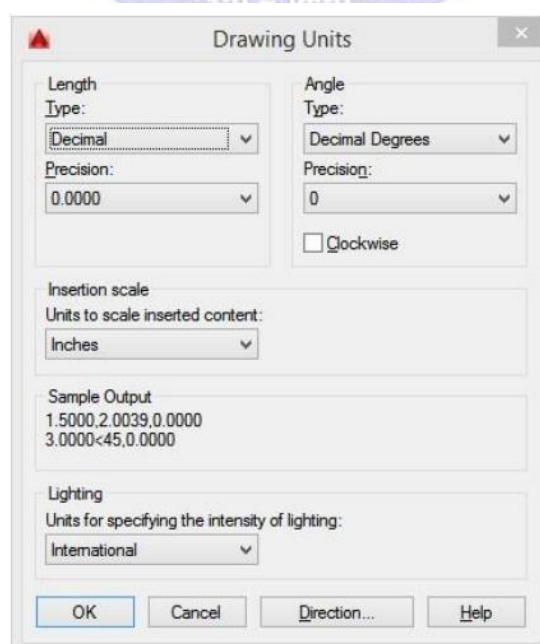 Drawing Units
Length
Type:
Decimal
Precision:
0.0000
Angle
Type:
Decimal Degrees
Precision:
0
Clockwise
Insertion scale
Units to scale inserted content:
Inches
Sample Output
1.5000,2.0039,0.0000
3.0000<45,0.0000
Lighting
Units for specifying the intensity of lighting:
International
OK Cancel Direction... Help